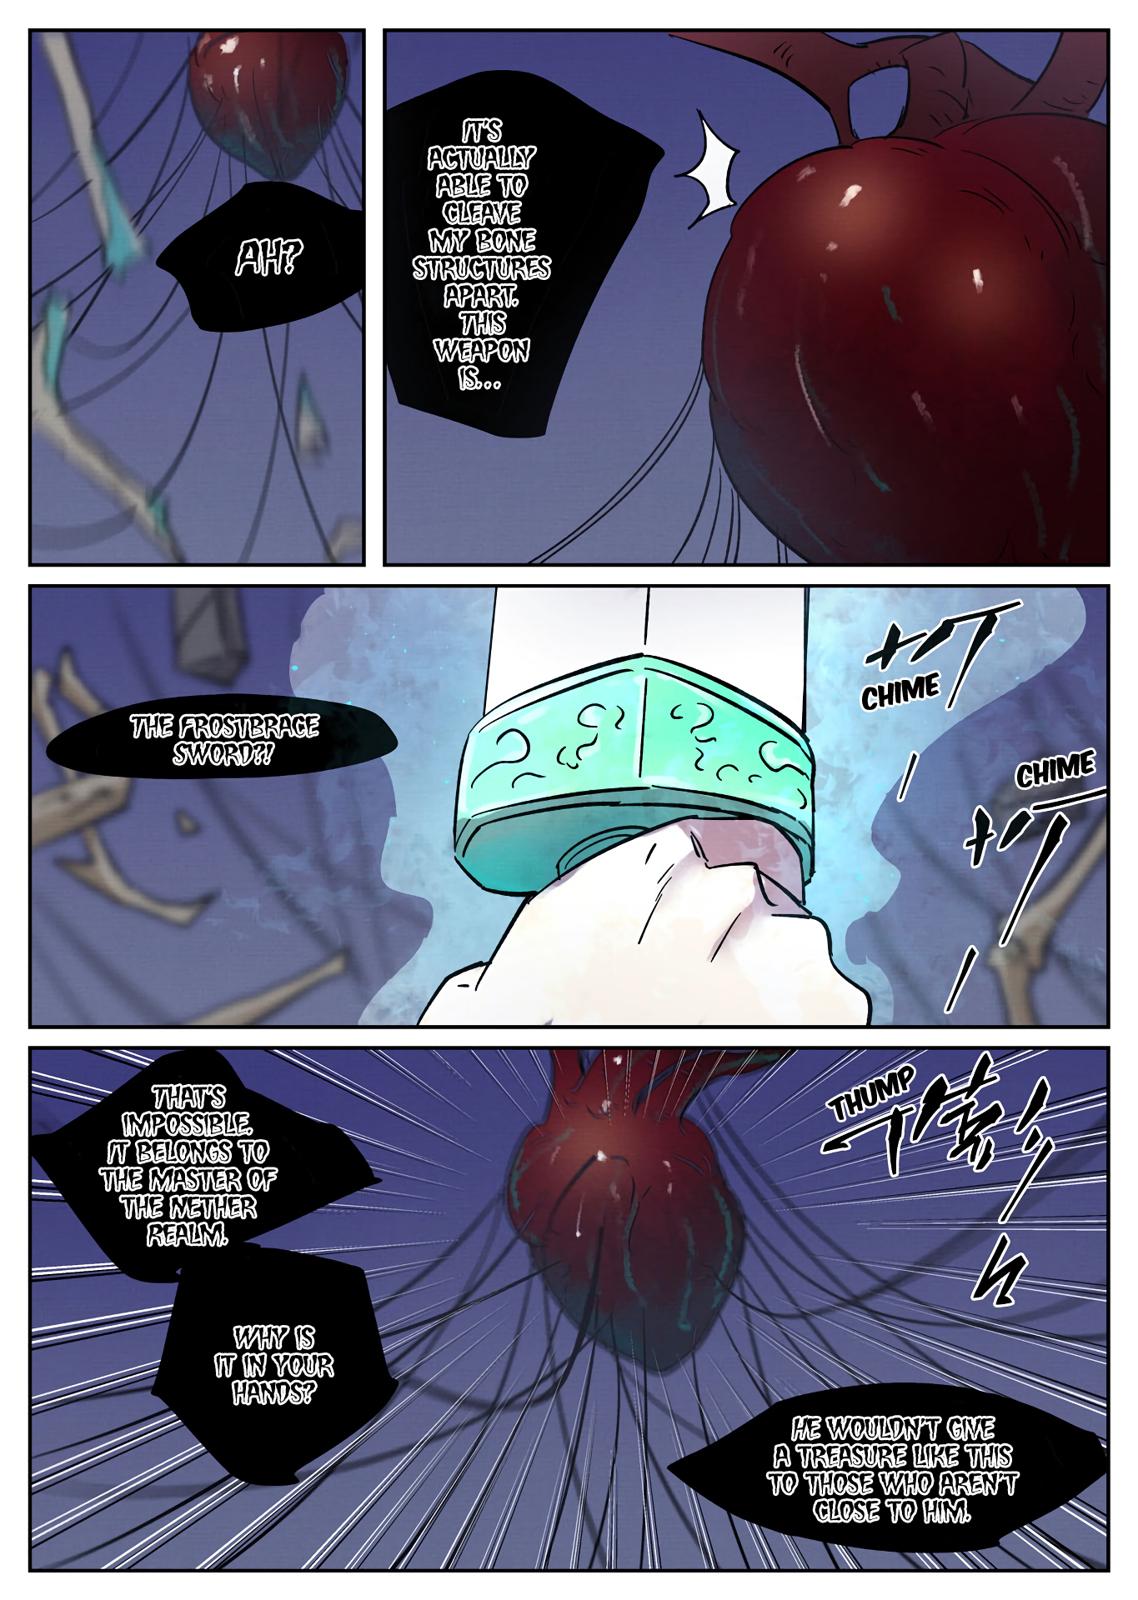 AH?
IT'S
ACTUALLY
ABLE TO
CLEAVE
MY BONE
STRUCTURES
APART.
THIS
WEAPON
IS...
THE FROSTBRACE
SWORD?!
CHIME
CHIME
THAT'S
IMPOSSIBLE.
IT BELONGS TO
THE MASTER OF
THE NETHER
REALM.
WHY IS
IT IN YOUR
HANDS?
THUMP
HE WOULDN'T GIVE
A TREASURE LIKE THIS
TO THOSE WHO AREN'T
CLOSE TO HIM.